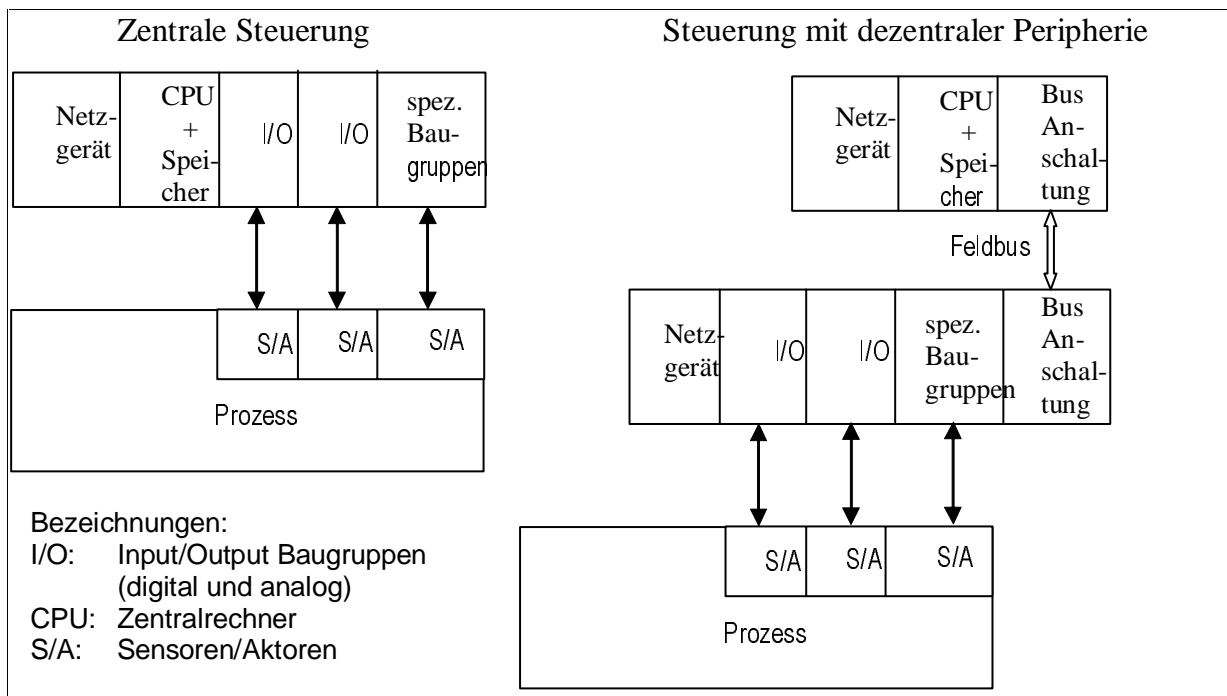 Zentrale Steuerung
Netz-
gerät
CPU
+
Spei-
cher
I/O
I/O
spez.
Bau-
gruppen
S/A
S/A
S/A
Prozess
Bezeichnungen:
I/O: Input/Output Baugruppen
(digital und analog)
CPU: Zentralrechner
S/A: Sensoren/Aktoren
Steuerung mit dezentraler Peripherie
Netz-
gerät
CPU
+
Spei-
cher
Bus
An-
schal-
tung
Feldbus
Netz-
gerät
I/O
I/O
spez.
Bau-
gruppen
Bus
An-
schal-
tung
S/A
S/A
S/A
Prozess